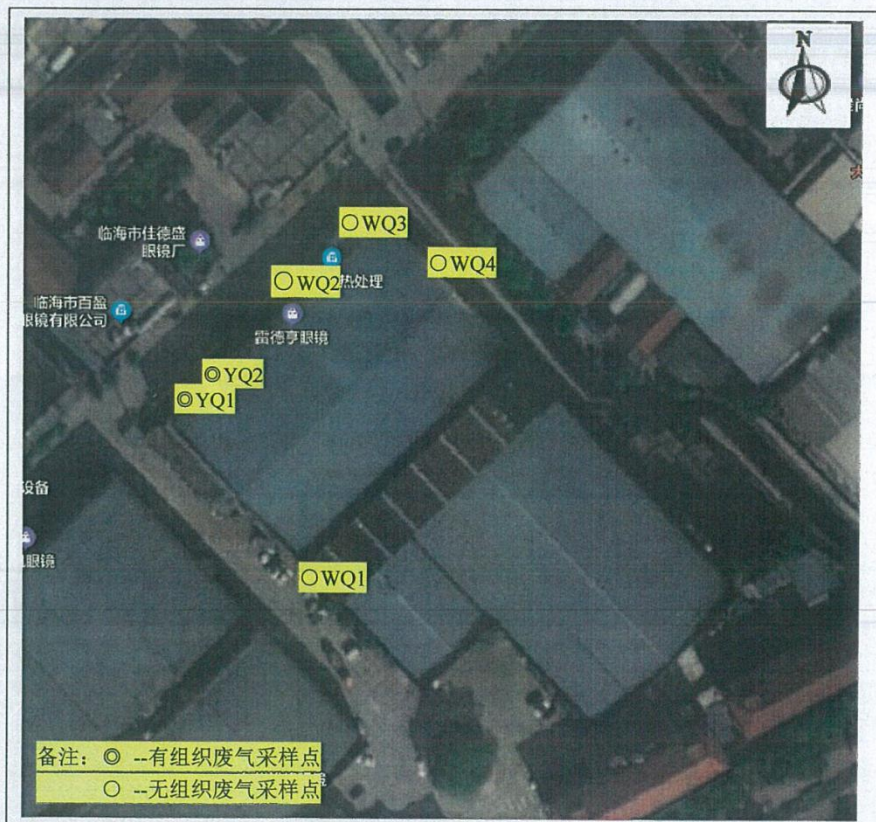 N
○WQ3
临海市佳德盛
眼镜厂
○WQ4
○WQ2
热处理
临海市百盈
眼镜有限公司
雷德亨眼镜
◎YQ2
◎YQ1
设备
眼镜
○WQ1
备注：◎ --有组织废气采样点
○ --无组织废气采样点